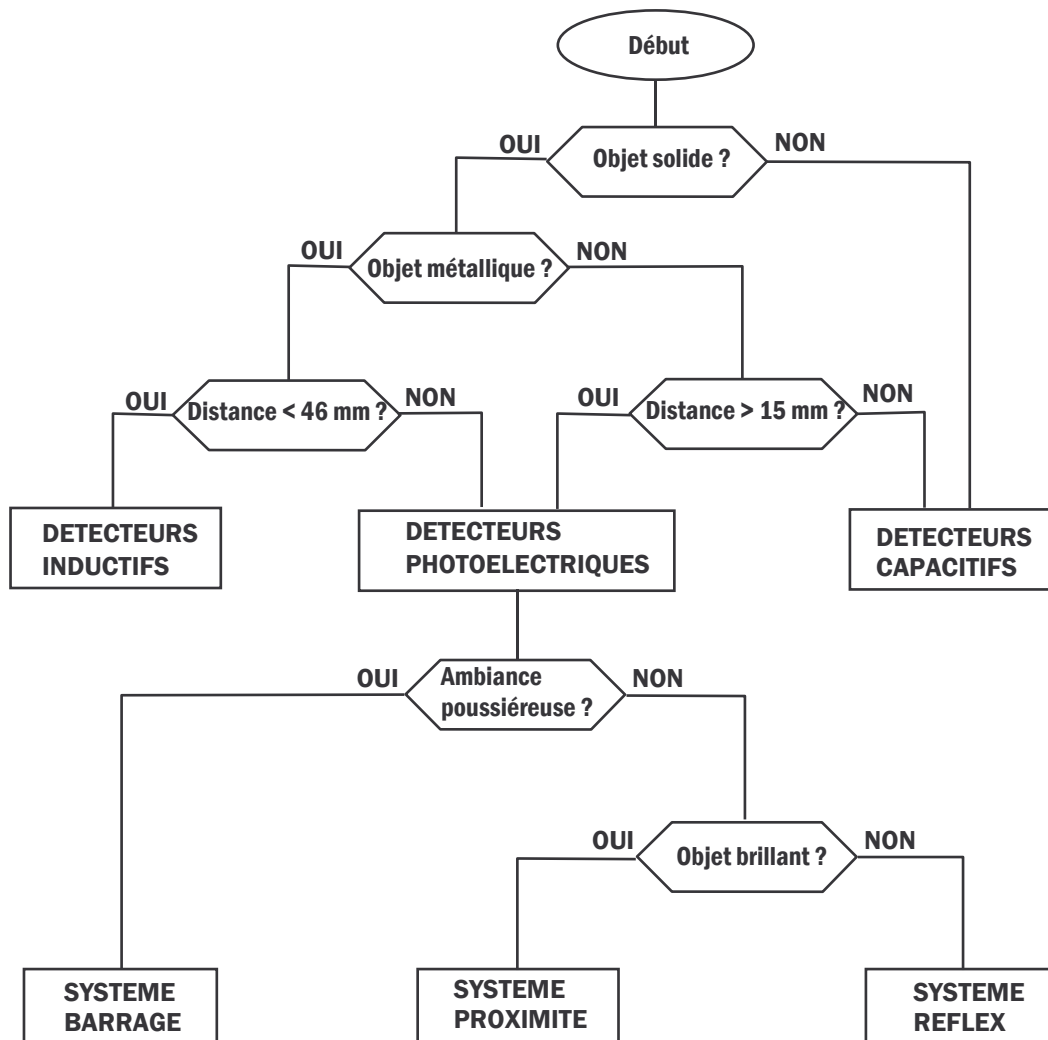 Début
OUI
Objet solide ?
NON
OUI
Objet métallique ?
NON
OUI
Distance < 46 mm ?
NON
OUI
Distance > 15 mm ?
NON
DETECTEURS
INDUCTIFS
DETECTEURS
PHOTOELECTRIQUES
DETECTEURS
CAPACITIFS
OUI
Ambiance
poussiéreuse ?
NON
OUI
Objet brillant ?
NON
SYSTEME
BARRAGE
SYSTEME
PROXIMITE
SYSTEME
REFLEX